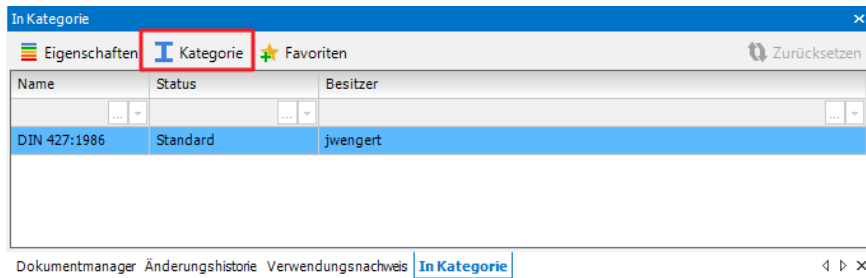 In Kategorie
Eigenschaften Kategorie Favoriten Zurücksetzen
Name Status Besitzer
... ... ...
DIN 427:1986 Standard jwengert
Dokumentmanager Änderungshistorie Verwendungsnachweis In Kategorie